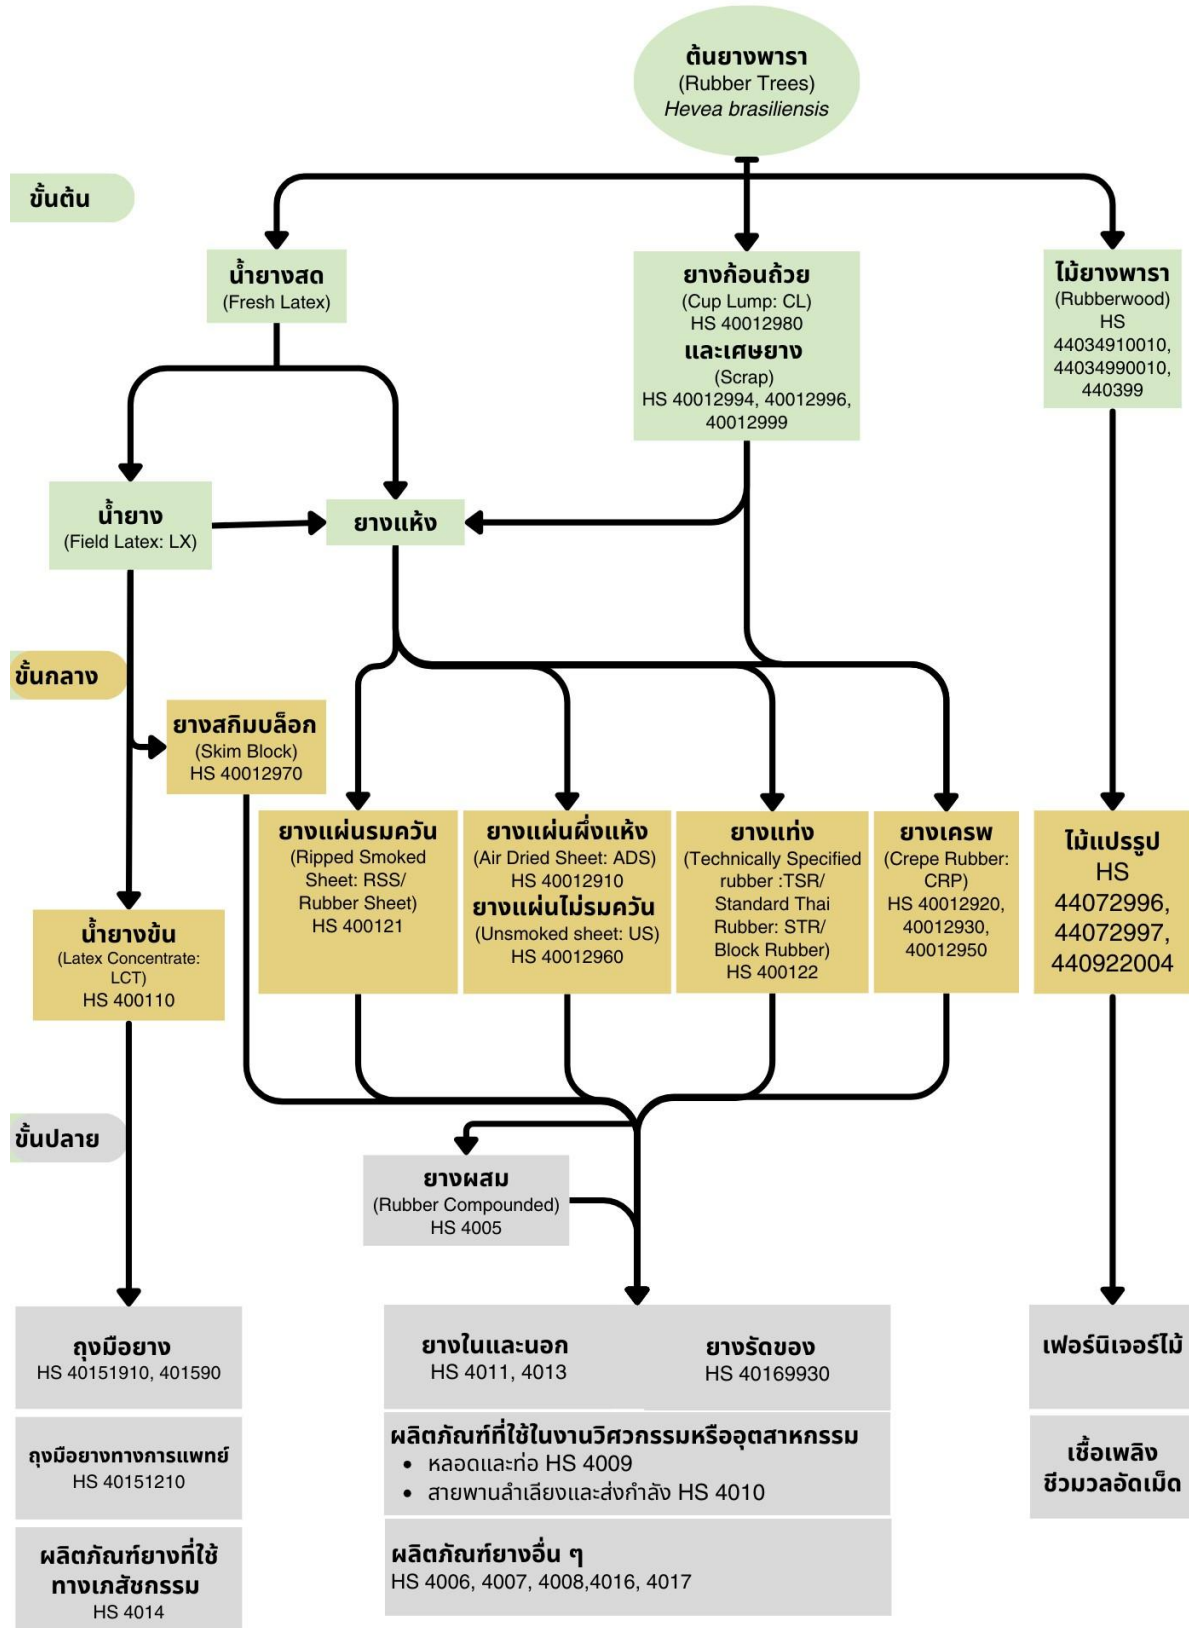 ต้นยางพารา
(Rubber Trees)
Hevea brasiliensis
ขั้นต้น
น้ำยางสด
(Fresh Latex)
ยางก้อนถ้วย
(Cup Lump: CL)
HS 40012980
และเศษยาง
(Scrap)
HS 40012994, 40012996,
40012999
ไม้ยางพารา
(Rubberwood)
HS
44034910010,
44034990010,
440399
น้ำยาง
(Field Latex: LX)
ยางแห้ง
ขั้นกลาง
ยางสกิมบล็อก
(Skim Block)
HS 40012970
ยางแผ่นรมควัน
(Ripped Smoked
Sheet: RSS/
Rubber Sheet)
HS 400121
ยางแผ่นผึ่งแห้ง
(Air Dried Sheet: ADS)
HS 40012910
ยางแผ่นไม่รมควัน
(Unsmoked sheet: US)
HS 40012960
ยางแท่ง
(Technically Specified
rubber :TSR/
Standard Thai
Rubber: STR/
Block Rubber)
HS 400122
ยางเครพ
(Crepe Rubber:
CRP)
HS 40012920,
40012930,
40012950
ไม้แปรรูป
HS
44072996,
44072997,
440922004
น้ำยางข้น
(Latex Concentrate:
LCT)
HS 400110
ขั้นปลาย
ยางผสม
(Rubber Compounded)
HS 4005
ถุงมือยาง
HS 40151910, 401590
ถุงมือยางทางการแพทย์
HS 40151210
ผลิตภัณฑ์ยางที่ใช้
ทางเภสัชกรรม
HS 4014
ยางในและนอก
HS 4011, 4013
ยางรัดของ
HS 40169930
ผลิตภัณฑ์ที่ใช้ในงานวิศวกรรมหรืออุตสาหกรรม
• หลอดและท่อ HS 4009
• สายพานลำเลียงและส่งกำลัง HS 4010
ผลิตภัณฑ์ยางอื่น ๆ
HS 4006, 4007, 4008,4016, 4017
เฟอร์นิเจอร์ไม้
เชื้อเพลิง
ชีวมวลอัดเม็ด